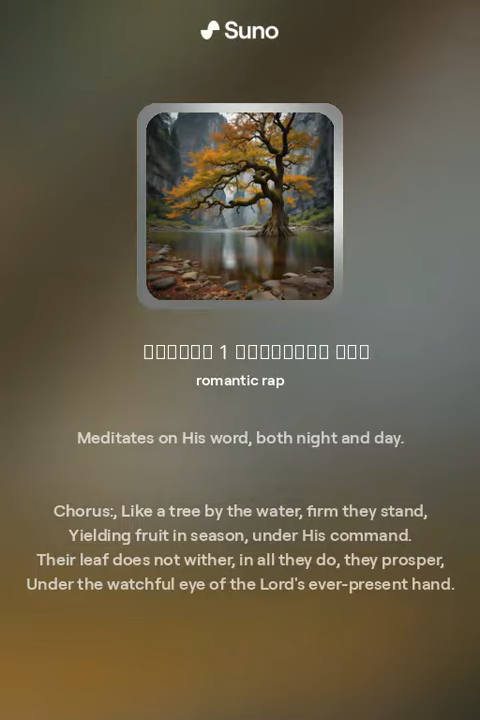 Suno
1
romantic rap
Meditates on His word, both night and day.
Chorus:, Like a tree by the water, firm they stand,
Yielding fruit in season, under His command.
Their leaf does not wither, in all they do, they prosper,
Under the watchful eye of the Lord's ever-present hand.